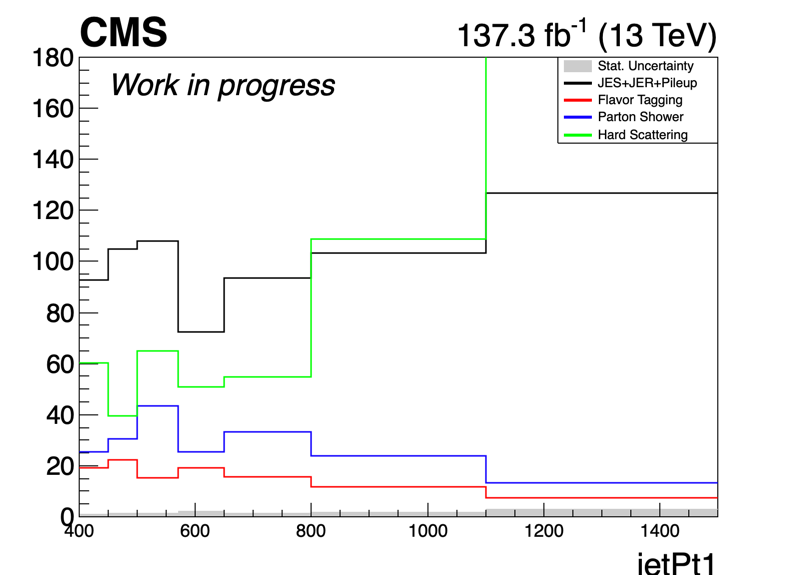 CMS 137.3 fb-1 (13 TeV)
Work in progress
Stat. Uncertainty
JES+JER+Pileup
Flavor Tagging
Parton Shower
Hard Scattering
180
160
140
120
100
80
60
40
20
0
400 600 800 1000 1200 1400
jetPt1